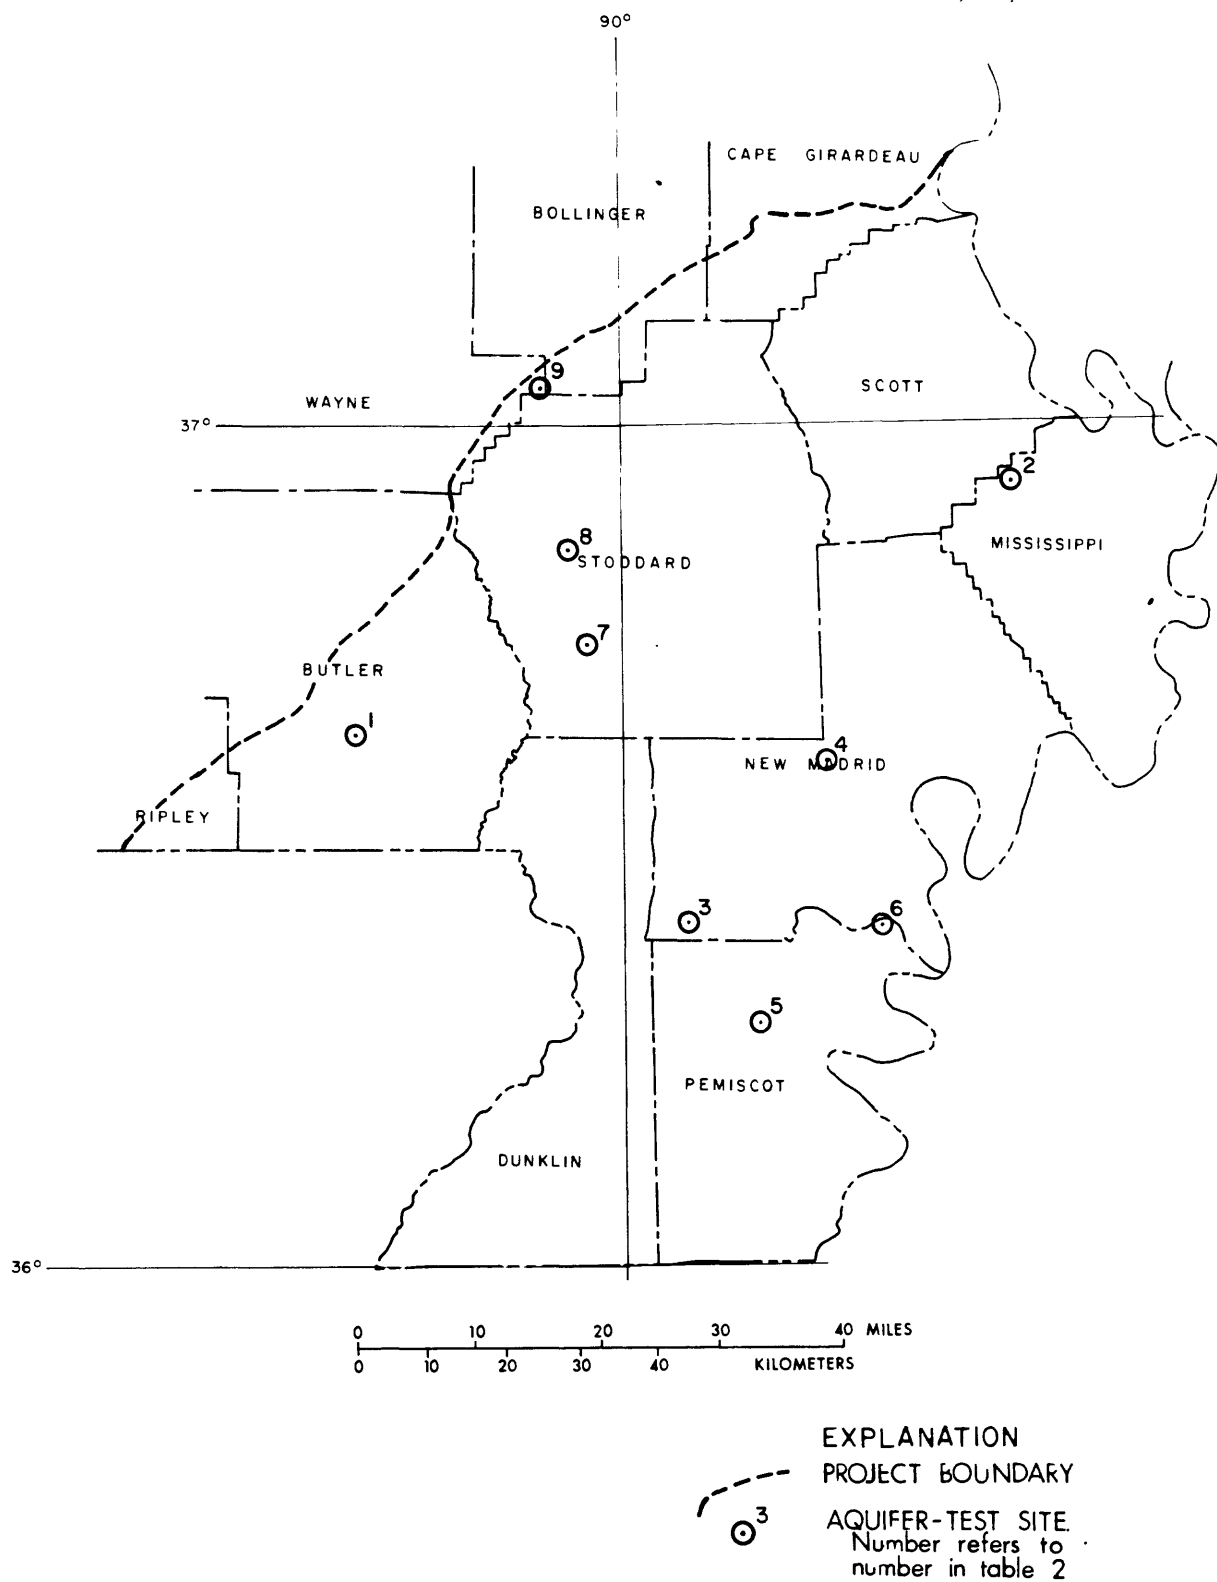 90°
CAPE GIRARDEAU
BOLLINGER
9
WAYNE
SCOTT
37°
2
8
STODDARD
MISSISSIPPI
7
BUTLER
1
4
NEW MADRID
RIPLEY
3
6
5
PEMISCOT
DUNKLIN
36°
0 10 20 30 40 MILES
0 10 20 30 40 KILOMETERS
EXPLANATION
PROJECT BOUNDARY
3
AQUIFER-TEST SITE.
Number refers to
number in table 2